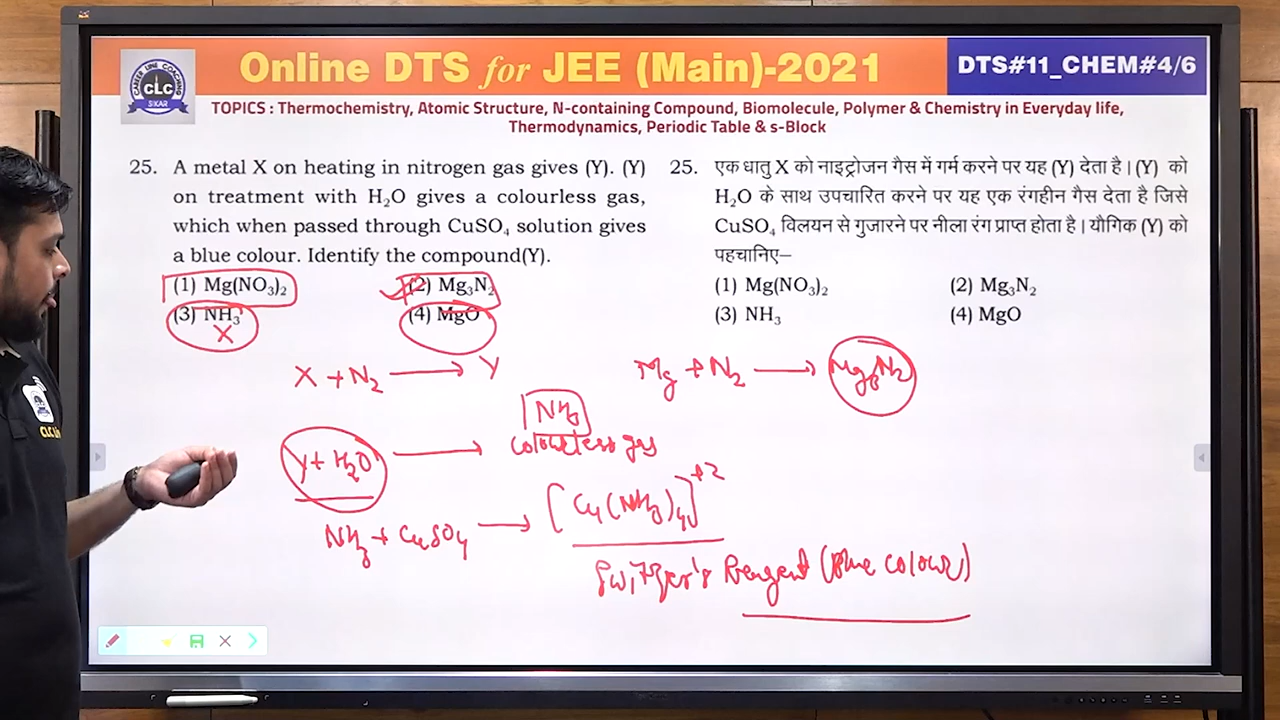 CAREER LINE COACHING
CLC
SIKAR
Online DTS for JEE (Main)-2021
DTS#11_CHEM#4/6
TOPICS : Thermochemistry, Atomic Structure, N-containing Compound, Biomolecule, Polymer & Chemistry in Everyday life,
Thermodynamics, Periodic Table & s-Block
25. A metal X on heating in nitrogen gas gives (Y). (Y)
on treatment with H₂O gives a colourless gas,
which when passed through CuSO₄ solution gives
a blue colour. Identify the compound(Y).
(1) Mg(NO₃)₂ (2) Mg₃N₂
(3) NH₃ (4) MgO
X
25. एक धातु X को नाइट्रोजन गैस में गर्म करने पर यह (Y) देता है। (Y) को
H₂O के साथ उपचारित करने पर यह एक रंगहीन गैस देता है जिसे
CuSO₄ विलयन से गुजारने पर नीला रंग प्राप्त होता है। यौगिक (Y) को
पहचानिए–
(1) Mg(NO₃)₂ (2) Mg₃N₂
(3) NH₃ (4) MgO
X + N₂ → Y
Mg + N₂ → Mg₃N₂
NH₃
Y + H₂O → colourless gas
NH₃ + CuSO₄ → [Cu(NH₃)₄]⁺²
Reagent (Blue colour)